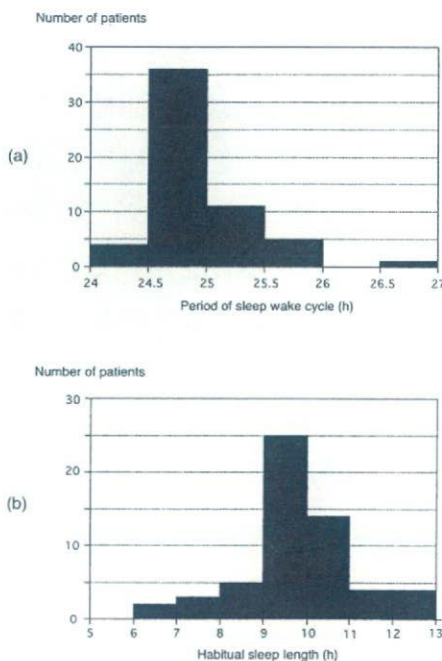 Number of patients
40
30
(a)
20
10
0
24 24.5 25 25.5 26 26.5 27
Period of sleep wake cycle (h)
Number of patients
30
20
(b)
10
0
5 6 7 8 9 10 11 12 13
Habitual sleep length (h)